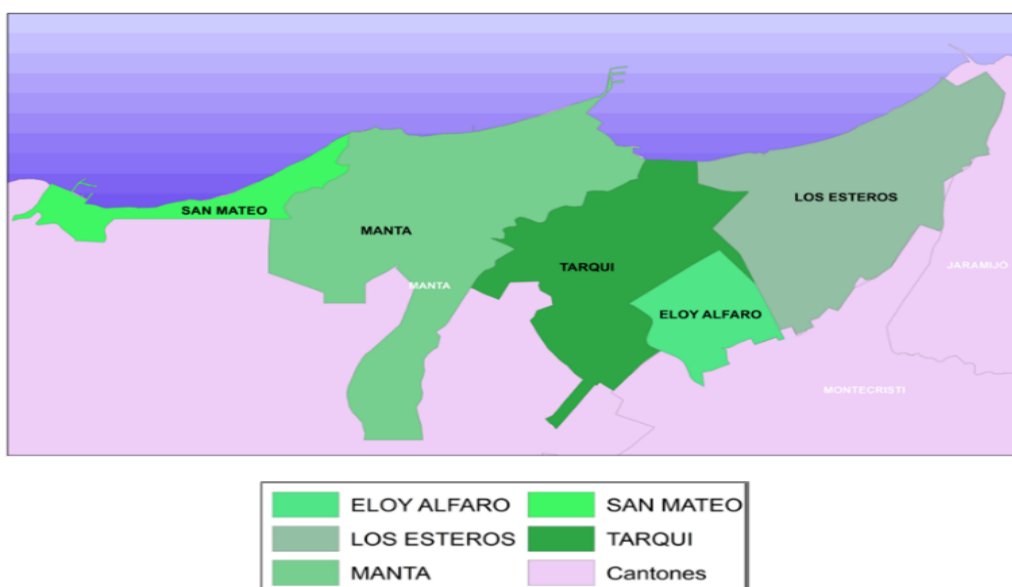 LOS ESTEROS
SAN MATEO
MANTA
TARQUI
JARAMIJÓ
MANTA
ELOY ALFARO
MONTECRISTI
ELOY ALFARO
SAN MATEO
LOS ESTEROS
TARQUI
MANTA
Cantones